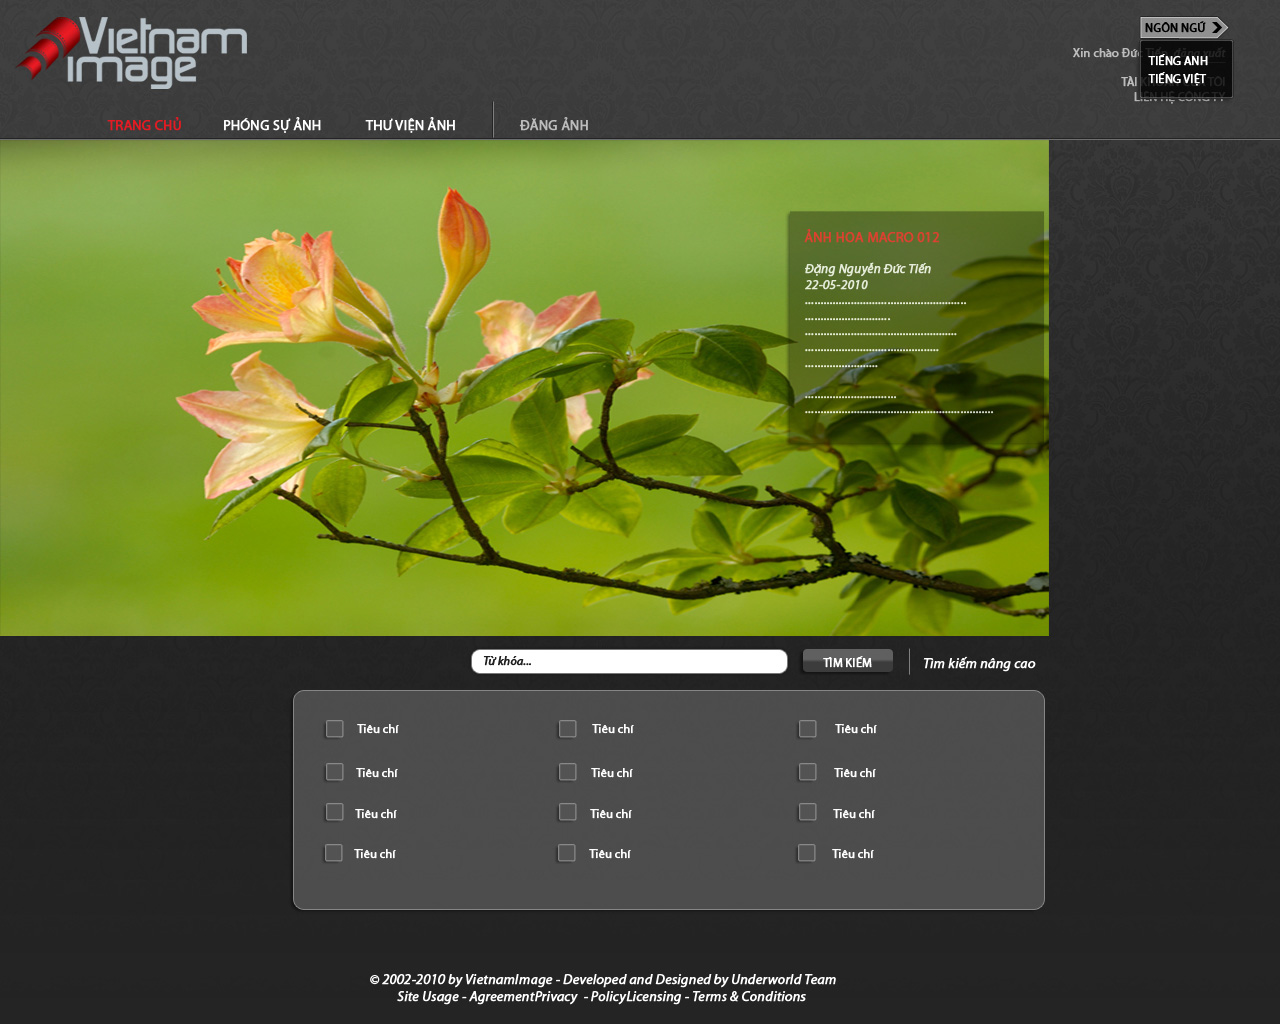 Vietnam
image
NGÔN NGỮ
Xin chào Đức
TIẾNG ANH
TIẾNG VIỆT
LIÊN HỆ CÔNG TY
TRANG CHỦ
PHÓNG SỰ ẢNH
THƯ VIỆN ẢNH
ĐĂNG ẢNH
ẢNH HOA MACRO 012
Đặng Nguyễn Đức Tiến
22-05-2010
Từ khóa...
TÌM KIẾM
Tìm kiếm nâng cao
Tiêu chí Tiêu chí Tiêu chí
Tiêu chí Tiêu chí Tiêu chí
Tiêu chí Tiêu chí Tiêu chí
Tiêu chí Tiêu chí Tiêu chí
© 2002-2010 by VietnamImage - Developed and Designed by Underworld Team
Site Usage - AgreementPrivacy - PolicyLicensing - Terms & Conditions